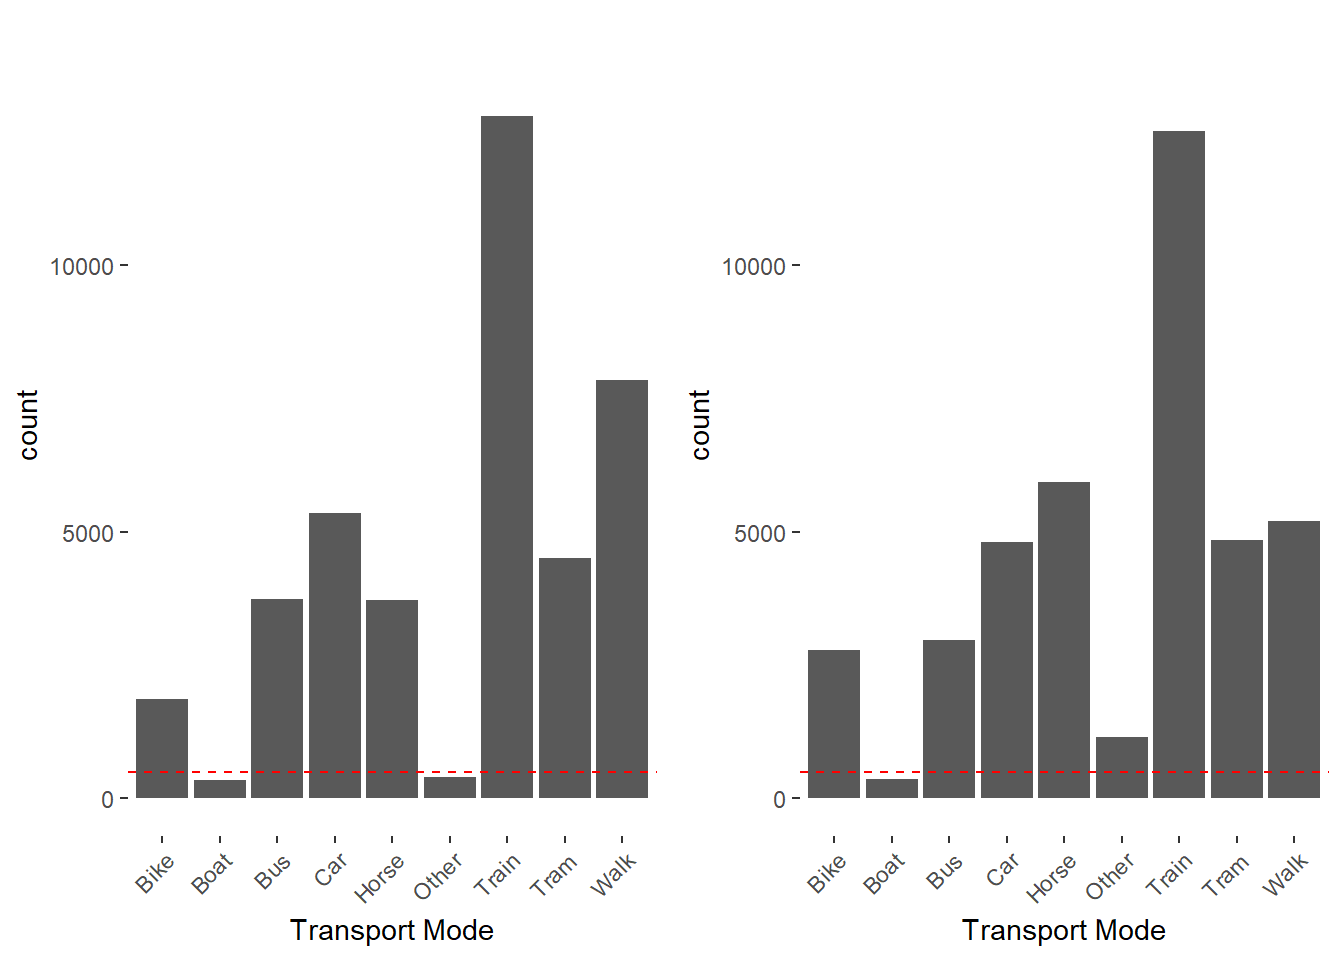 count
10000
5000
0
Bike
Boat
Bus
Car
Horse
Other
Train
Tram
Walk
Transport Mode
count
10000
5000
0
Bike
Boat
Bus
Car
Horse
Other
Train
Tram
Walk
Transport Mode